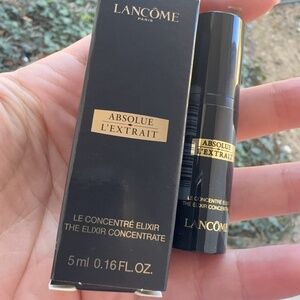 LANCÔME
PARIS
ABSOLUE
L'EXTRAIT
LE CONCENTRÉ ELIXIR
THE ELIXIR CONCENTRATE
5 ml 0.16 FL.OZ.
ABSOLUE
L'EXTRAIT
LE CONCENTRÉ ELIXIR
THE ELIXIR CONCENTRATE
LANCÔME